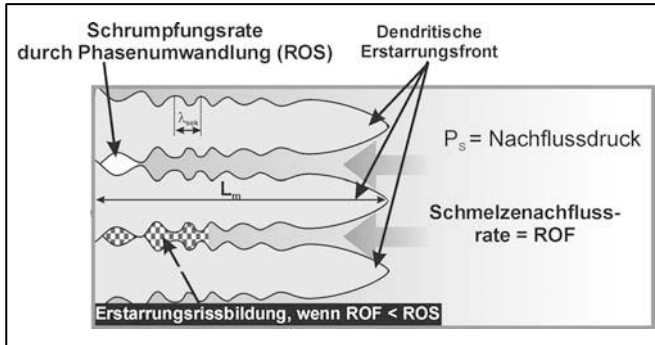 Schrumpfungsrate
durch Phasenumwandlung (ROS)
Dendritische
Erstarrungsfront
λsek
Ps = Nachflussdruck
Lm
Schmelzenachfluss-
rate = ROF
Erstarrungsrissbildung, wenn ROF < ROS